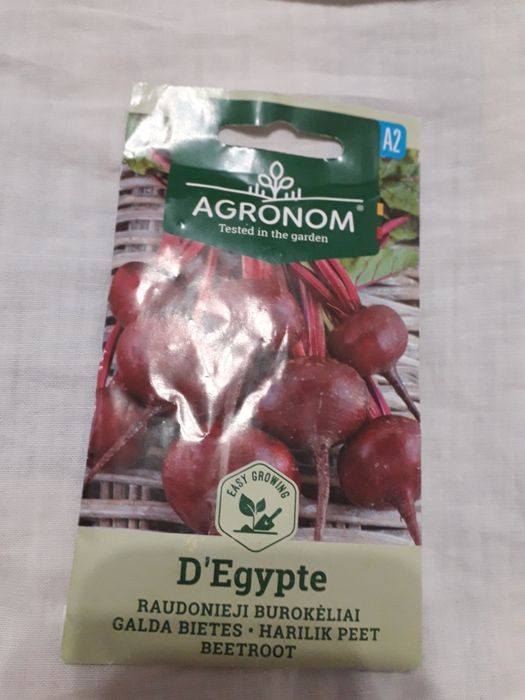 A2
AGRONOM®
Tested in the garden
EASY GROWING
D'Egypte
RAUDONIEJI BUROKĖLIAI
GALDA BIETES • HARILIK PEET
BEETROOT